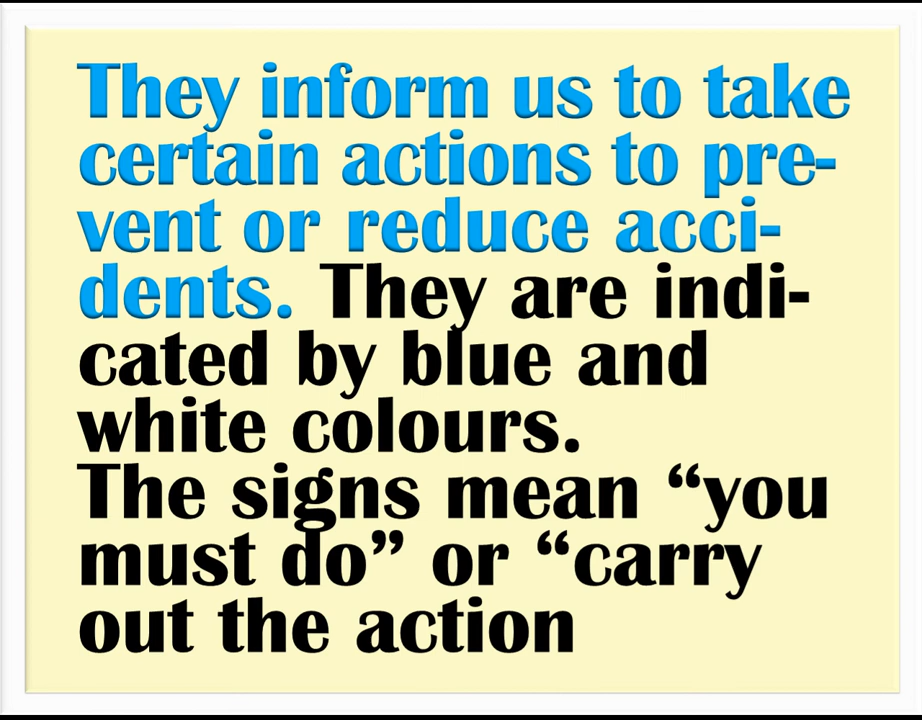 They inform us to take
certain actions to pre-
vent or reduce acci-
dents. They are indi-
cated by blue and
white colours.
The signs mean “you
must do” or “carry
out the action